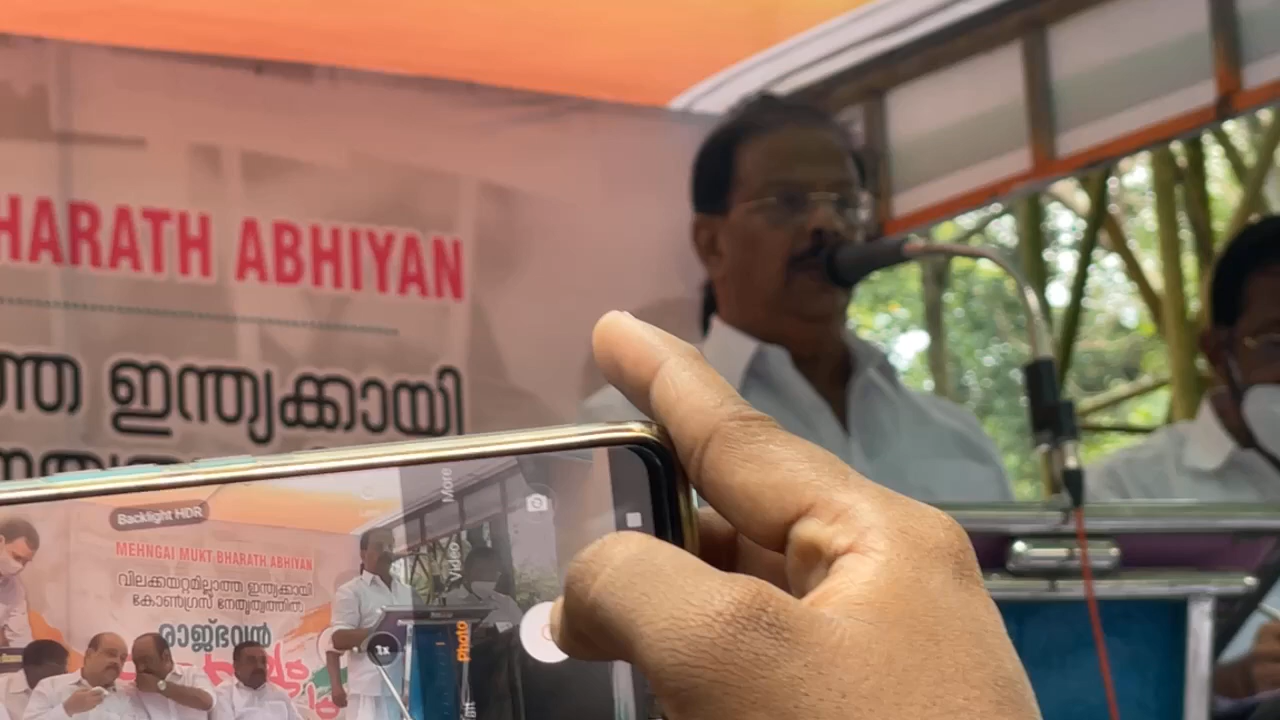 HARATH ABHIYAN
ത്ത ഇന്ത്യക്കായി
Backlight HDR
MEHNGAI MUKT BHARATH ABHIYAN
വിലക്കയറ്റമില്ലാത്ത ഇന്ത്യക്കായി
കോൺഗ്രസ് നേതൃത്വത്തിൽ
രാജ്ഭവൻ
More
Video
Photo
1x